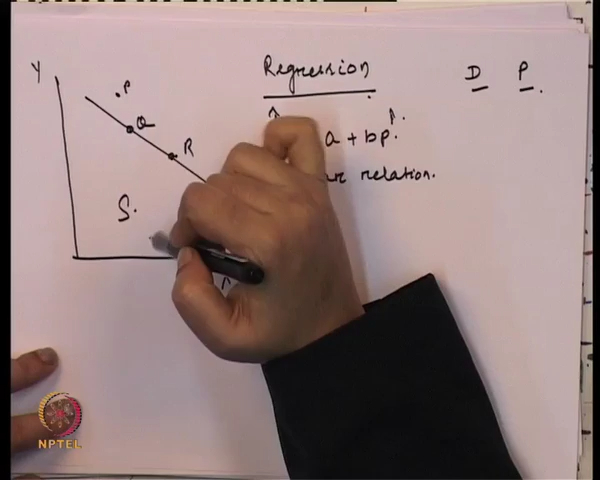 Y
P
Q
R
S.
Regression
D P.
a + bp.
relation.
NPTEL